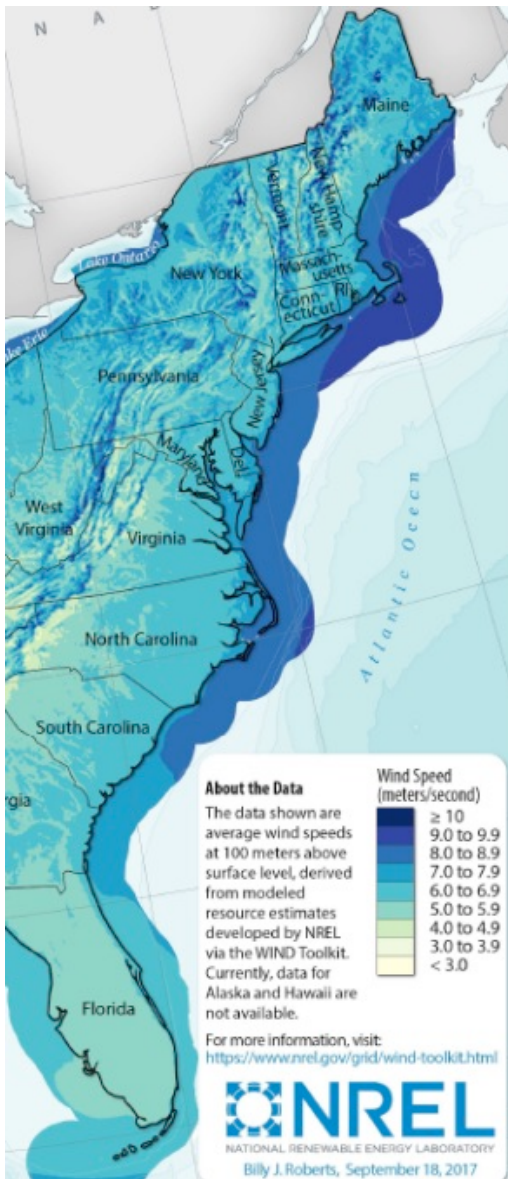 N A
Maine
Vermont
New Hamp-
shire
Lake Ontario
New York
Massach-
usetts
Conn-
ecticut
RI
ake Erie
Pennsylvania
New Jersey
Maryland
Del
West
Virginia
Virginia
Atlantic Ocean
North Carolina
South Carolina
rgia
Florida
About the Data
The data shown are
average wind speeds
at 100 meters above
surface level, derived
from modeled
resource estimates
developed by NREL
via the WIND Toolkit.
Currently, data for
Alaska and Hawaii are
not available.
Wind Speed
(meters/second)
≥ 10
9.0 to 9.9
8.0 to 8.9
7.0 to 7.9
6.0 to 6.9
5.0 to 5.9
4.0 to 4.9
3.0 to 3.9
< 3.0
For more information, visit:
https://www.nrel.gov/grid/wind-toolkit.html
NREL
NATIONAL RENEWABLE ENERGY LABORATORY
Billy J. Roberts, September 18, 2017